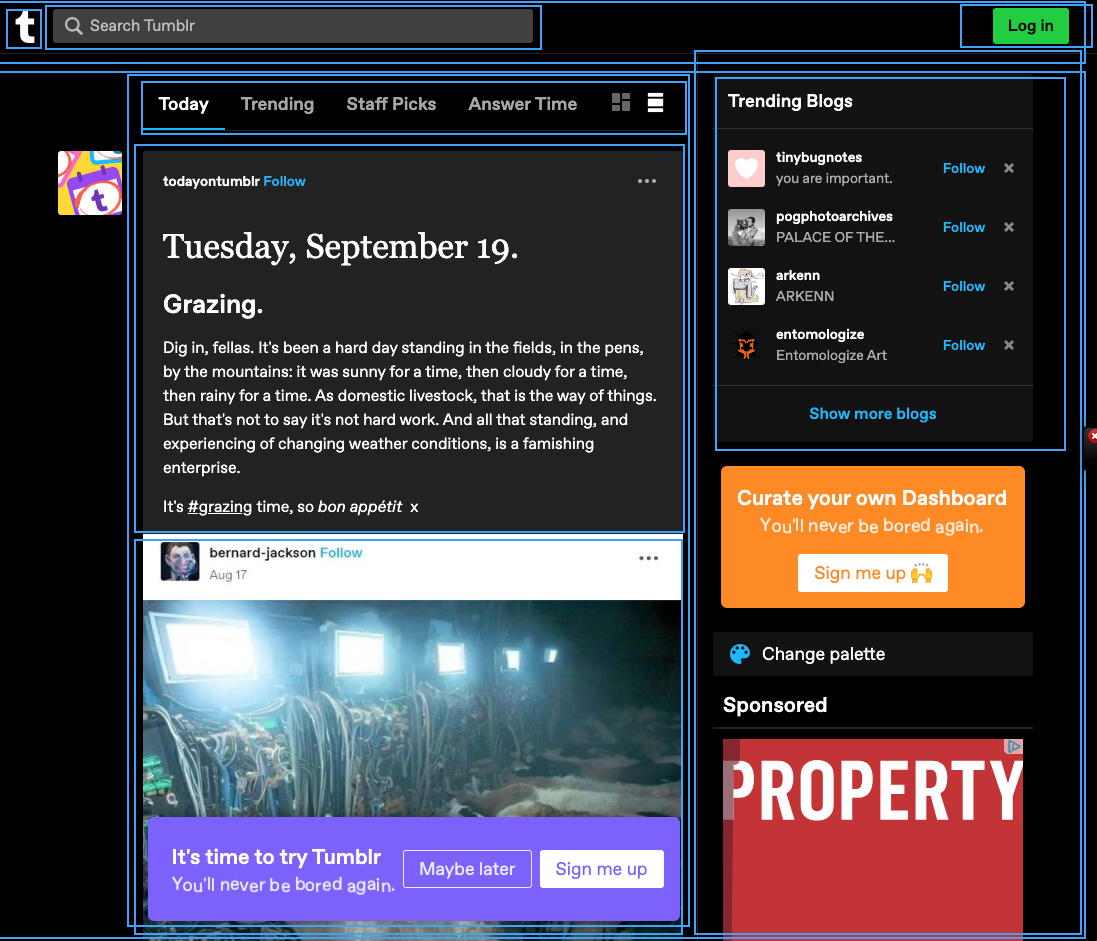 t
Search Tumblr
Log in
Today
Trending
Staff Picks
Answer Time
t
todayontumblr Follow
Tuesday, September 19.
Grazing.
Dig in, fellas. It's been a hard day standing in the fields, in the pens,
by the mountains: it was sunny for a time, then cloudy for a time,
then rainy for a time. As domestic livestock, that is the way of things.
But that's not to say it's not hard work. And all that standing, and
experiencing of changing weather conditions, is a famishing
enterprise.
It's #grazing time, so bon appétit x
bernard-jackson Follow
Aug 17
It's time to try Tumblr
You'll never be bored again.
Maybe later
Sign me up
Trending Blogs
tinybugnotes
you are important.
Follow
pogphotoarchives
PALACE OF THE...
Follow
arkenn
ARKENN
Follow
entomologize
Entomologize Art
Follow
Show more blogs
Curate your own Dashboard
You'll never be bored again.
Sign me up 🙌
Change palette
Sponsored
PROPERTY